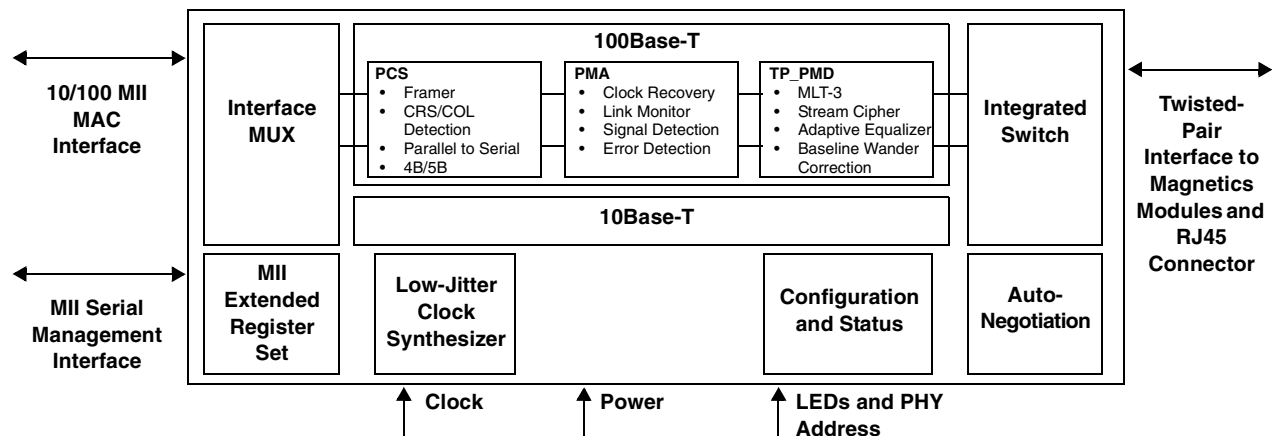 10/100 MII
MAC
Interface
MII Serial
Management
Interface
Interface
MUX
100Base-T
PCS
• Framer
• CRS/COL
Detection
• Parallel to Serial
• 4B/5B
PMA
• Clock Recovery
• Link Monitor
• Signal Detection
• Error Detection
TP_PMD
• MLT-3
• Stream Cipher
• Adaptive Equalizer
• Baseline Wander
Correction
10Base-T
Integrated
Switch
MII
Extended
Register
Set
Low-Jitter
Clock
Synthesizer
Configuration
and Status
Auto-
Negotiation
Twisted-
Pair
Interface to
Magnetics
Modules and
RJ45
Connector
Clock
Power
LEDs and PHY
Address